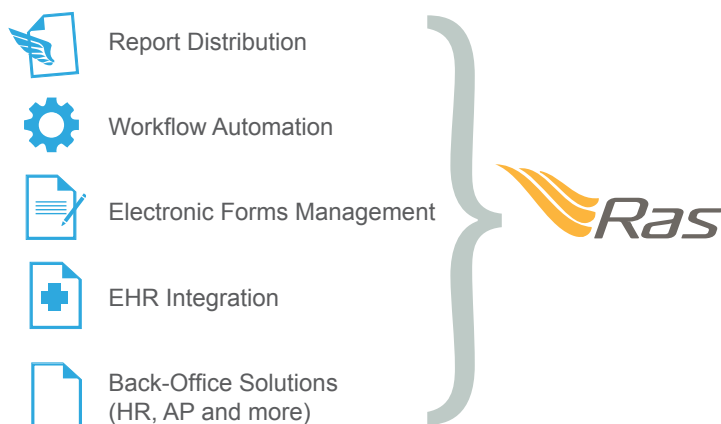 Report Distribution
Workflow Automation
Electronic Forms Management
Ras
EHR Integration
Back-Office Solutions
(HR, AP and more)